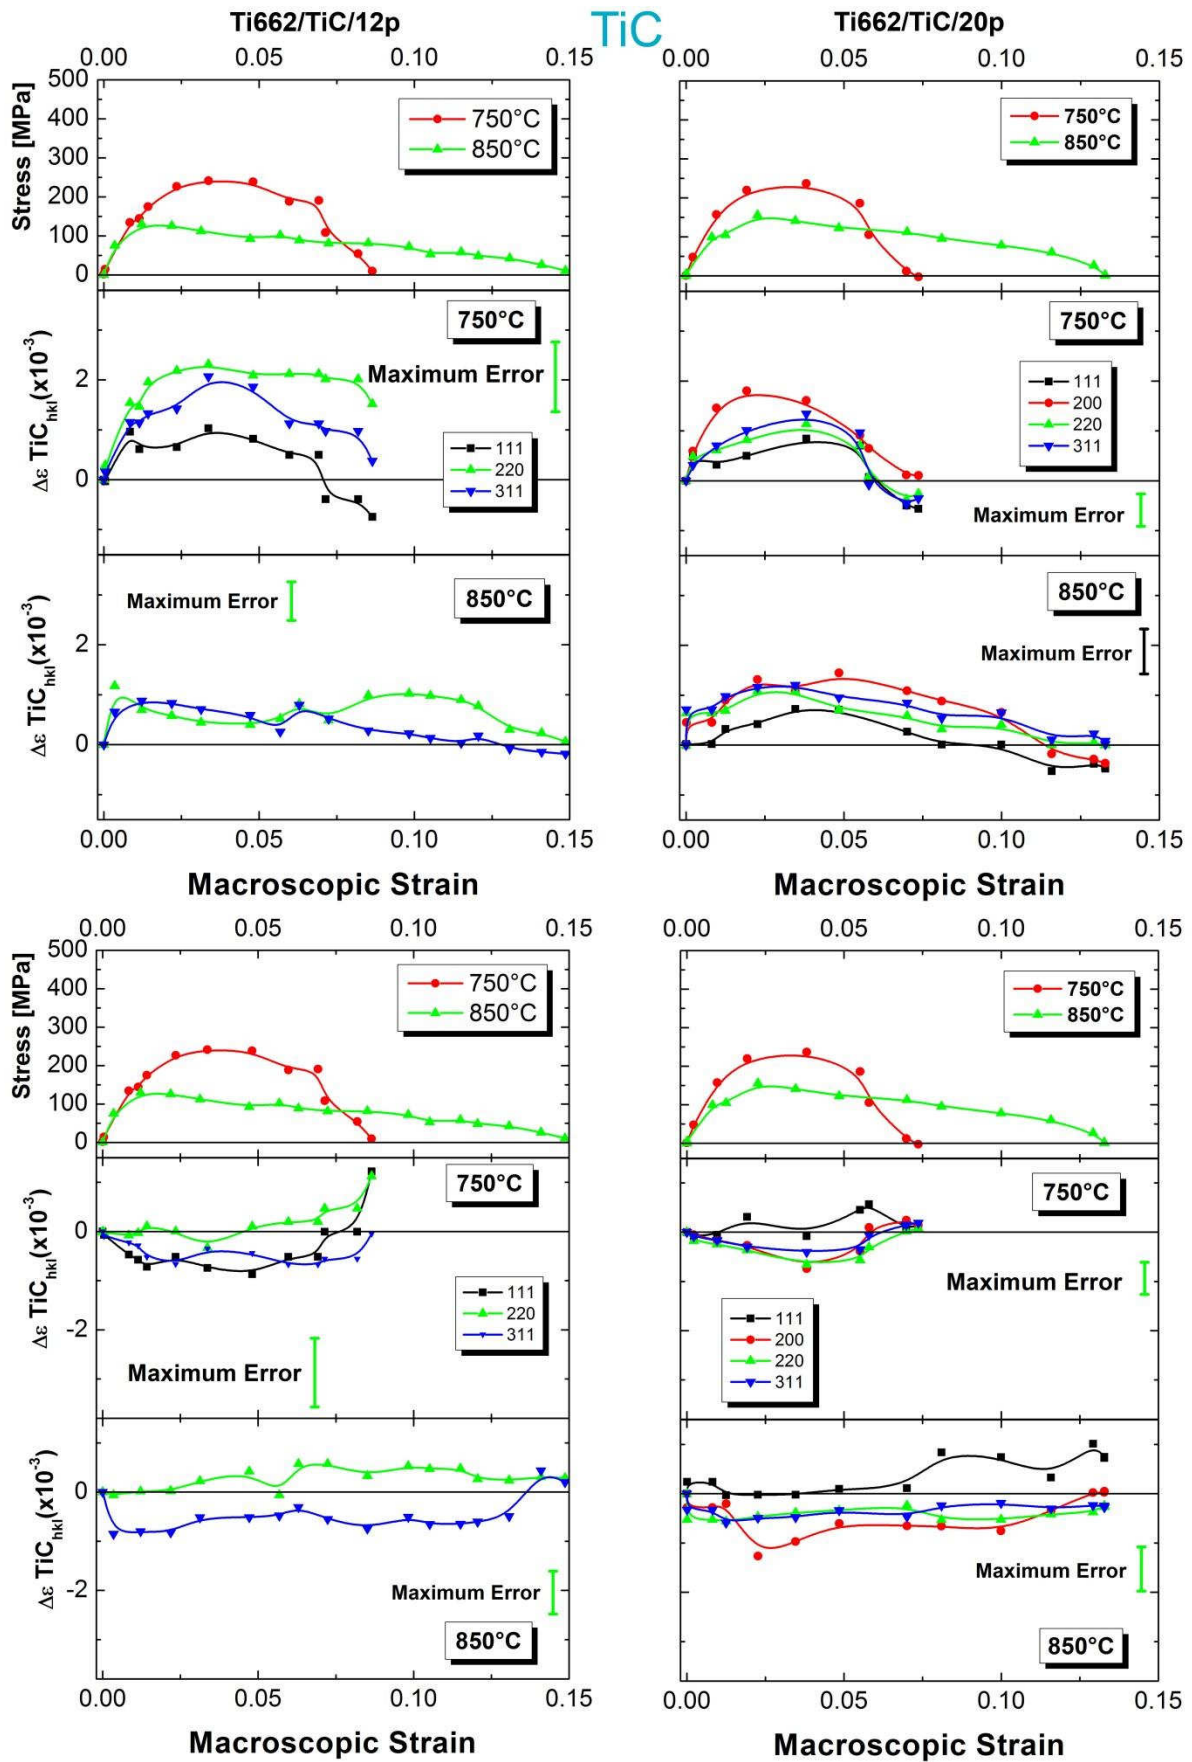 Ti662/TiC/12p
TiC
Ti662/TiC/20p
0.00 0.05 0.10 0.15
0.00 0.05 0.10 0.15
500
400
300
200
100
0
Stress [MPa]
750°C
850°C
750°C
850°C
750°C
Maximum Error
2
0
Δε TiC_hkl(x10^-3)
111
220
311
750°C
111
200
220
311
Maximum Error
Maximum Error
850°C
2
0
Δε TiC_hkl(x10^-3)
850°C
Maximum Error
0.00 0.05 0.10 0.15
Macroscopic Strain
0.00 0.05 0.10 0.15
Macroscopic Strain
0.00 0.05 0.10 0.15
0.00 0.05 0.10 0.15
500
400
300
200
100
0
Stress [MPa]
750°C
850°C
750°C
850°C
750°C
0
-2
Δε TiC_hkl(x10^-3)
111
220
311
Maximum Error
750°C
Maximum Error
111
200
220
311
0
-2
Δε TiC_hkl(x10^-3)
Maximum Error
850°C
Maximum Error
850°C
0.00 0.05 0.10 0.15
Macroscopic Strain
0.00 0.05 0.10 0.15
Macroscopic Strain